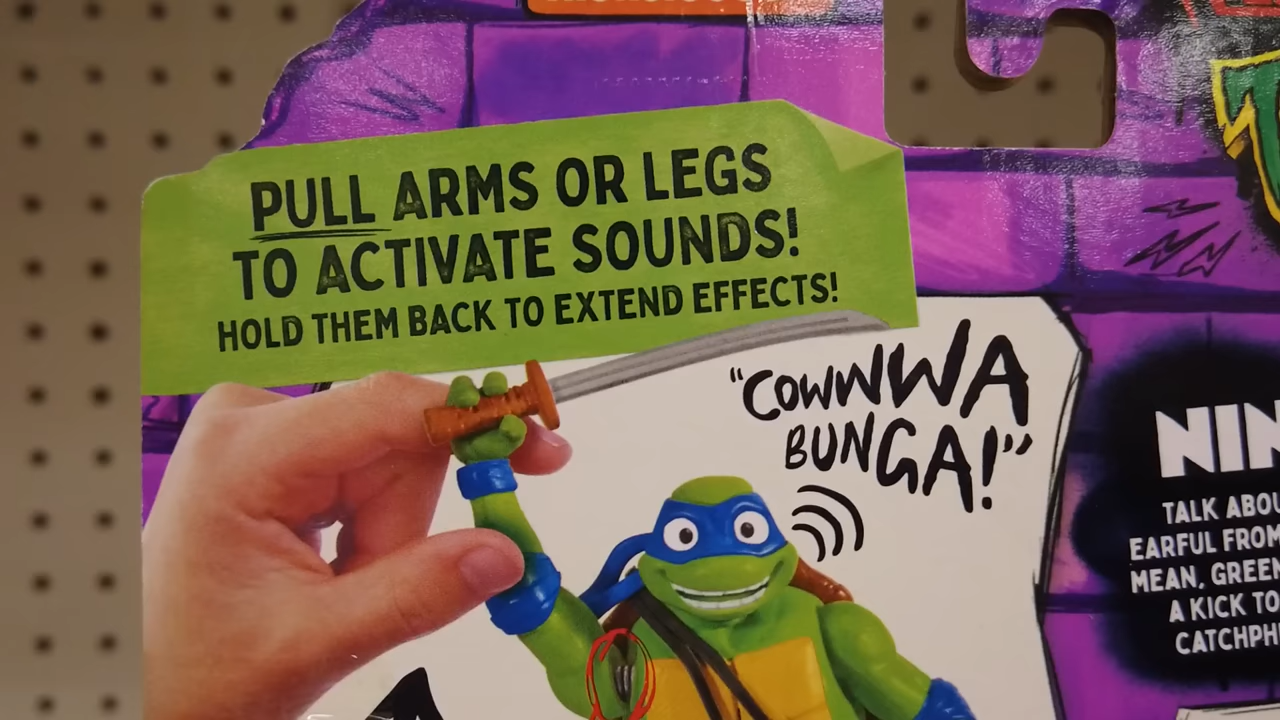 PULL ARMS OR LEGS
TO ACTIVATE SOUNDS!
HOLD THEM BACK TO EXTEND EFFECTS!
"COWWWA
BUNGA!"
NIN
TALK ABOU
EARFUL FROM
MEAN, GREEN
A KICK TO
CATCHPH